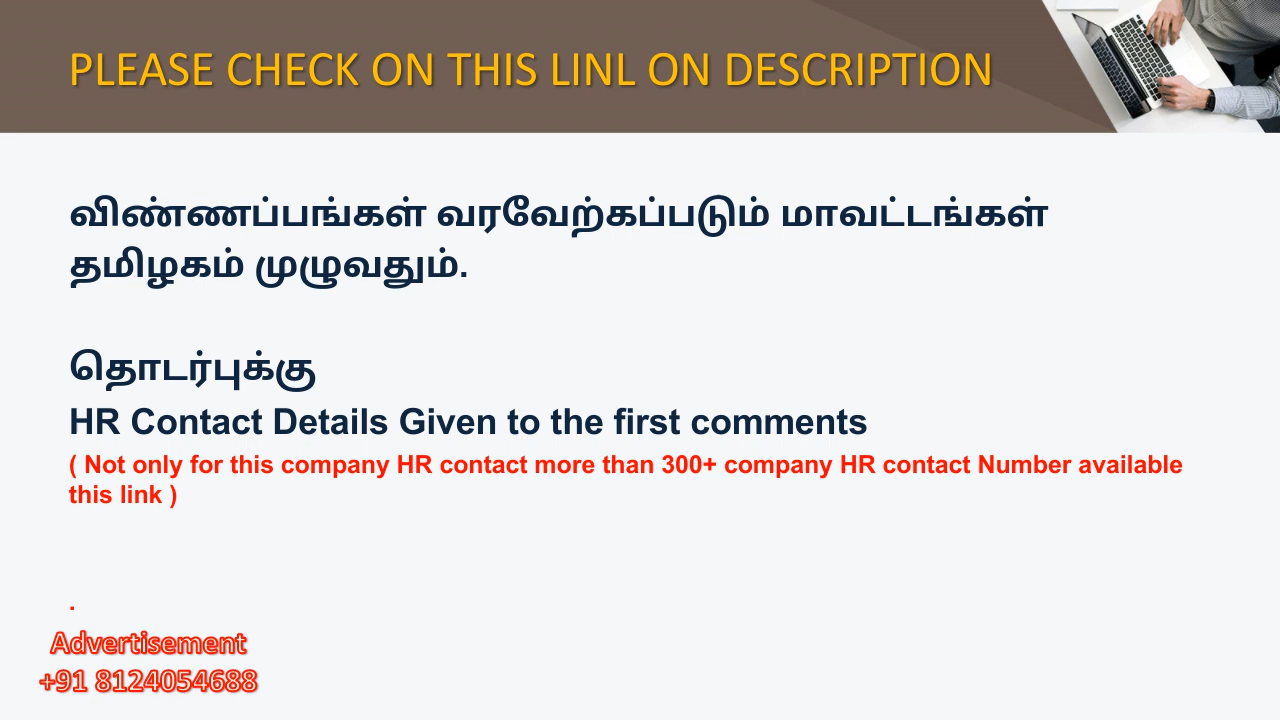 PLEASE CHECK ON THIS LINL ON DESCRIPTION
விண்ணப்பங்கள் வரவேற்கப்படும் மாவட்டங்கள்
தமிழகம் முழுவதும்.
தொடர்புக்கு
HR Contact Details Given to the first comments
( Not only for this company HR contact more than 300+ company HR contact Number available
this link )
.
Advertisement
+91 8124054688